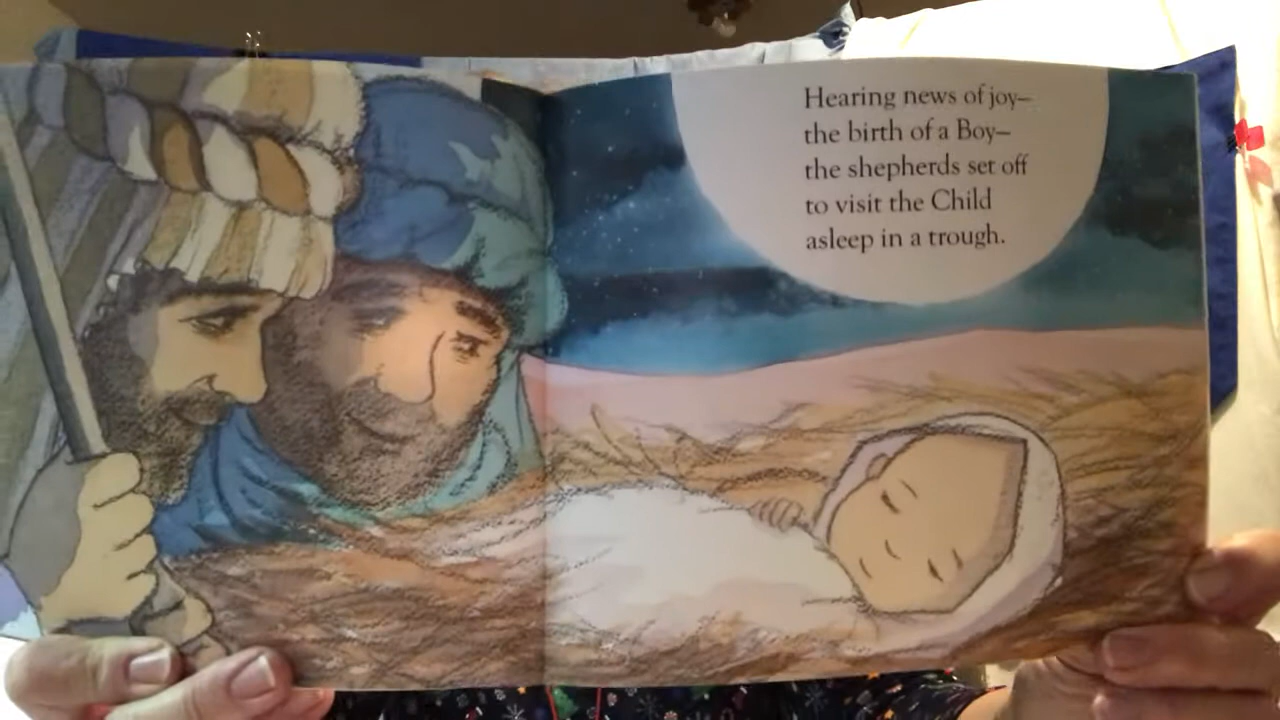 Hearing news of joy—
the birth of a Boy—
the shepherds set off
to visit the Child
asleep in a trough.